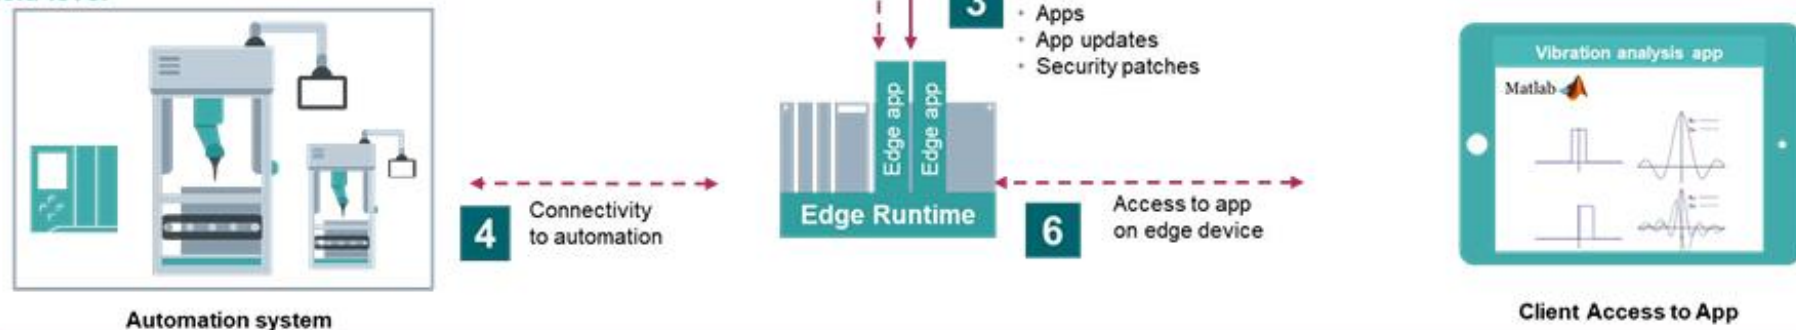 3
Apps
App updates
Security patches
Edge app
Edge app
Edge Runtime
4
Connectivity
to automation
6
Access to app
on edge device
Vibration analysis app
Matlab
Automation system
Client Access to App